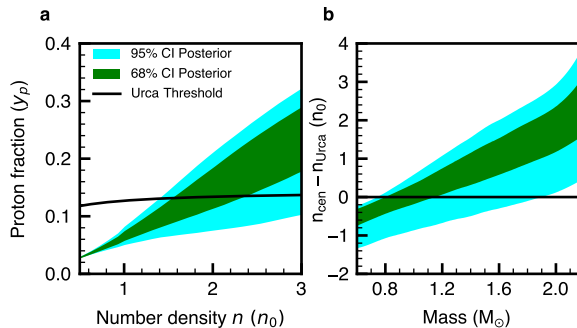 a
0.4
0.3
0.2
0.1
0.0
Proton fraction (yₚ)
95% CI Posterior
68% CI Posterior
Urca Threshold
1
2
3
Number density n (n₀)
b
4
3
2
1
0
−1
−2
n_cen − n_Urca (n₀)
0.8
1.2
1.6
2.0
Mass (M☉)